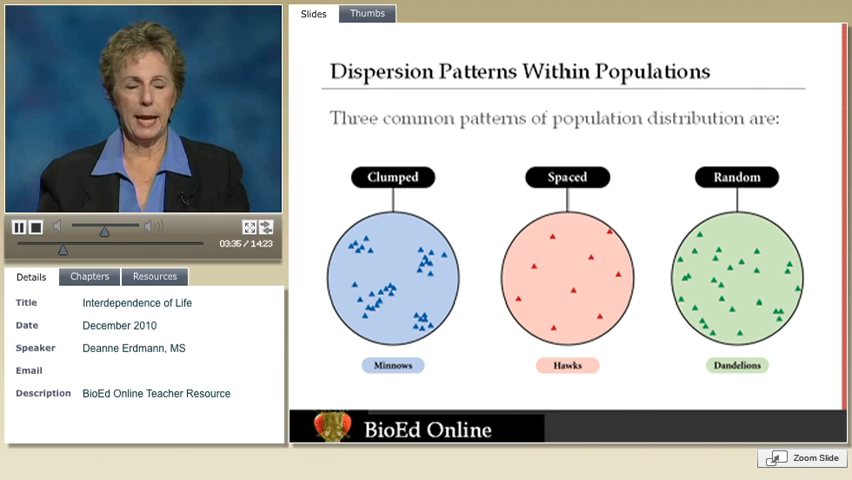 Slides
Thumbs
Dispersion Patterns Within Populations
Three common patterns of population distribution are:
Clumped
Spaced
Random
Minnows
Hawks
Dandelions
03:35 / 14:23
Details
Chapters
Resources
Title Interdependence of Life
Date December 2010
Speaker Deanne Erdmann, MS
Email
Description BioEd Online Teacher Resource
BioEd Online
Zoom Slide